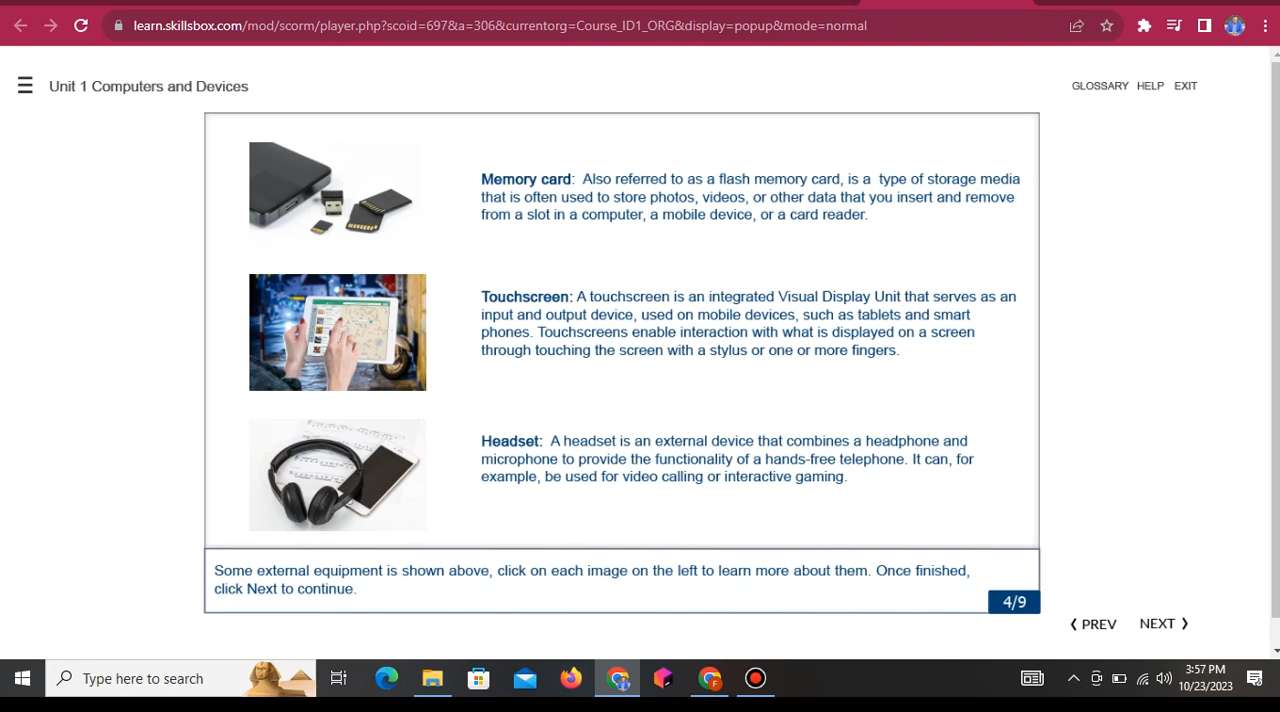 learn.skillsbox.com/mod/scorm/player.php?scoid=697&a=306&currentorg=Course_ID1_ORG&display=popup&mode=normal
Unit 1 Computers and Devices
GLOSSARY HELP EXIT
Memory card: Also referred to as a flash memory card, is a type of storage media
that is often used to store photos, videos, or other data that you insert and remove
from a slot in a computer, a mobile device, or a card reader.
Touchscreen: A touchscreen is an integrated Visual Display Unit that serves as an
input and output device, used on mobile devices, such as tablets and smart
phones. Touchscreens enable interaction with what is displayed on a screen
through touching the screen with a stylus or one or more fingers.
Headset: A headset is an external device that combines a headphone and
microphone to provide the functionality of a hands-free telephone. It can, for
example, be used for video calling or interactive gaming.
Some external equipment is shown above, click on each image on the left to learn more about them. Once finished,
click Next to continue.
4/9
❮ PREV NEXT ❯
Type here to search
3:57 PM
10/23/2023